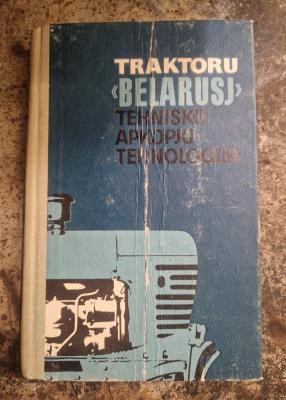 TRAKTORU
‹BELARUSJ›
TEHNISKO
APKOPJU
TEHNOLOĢIJA